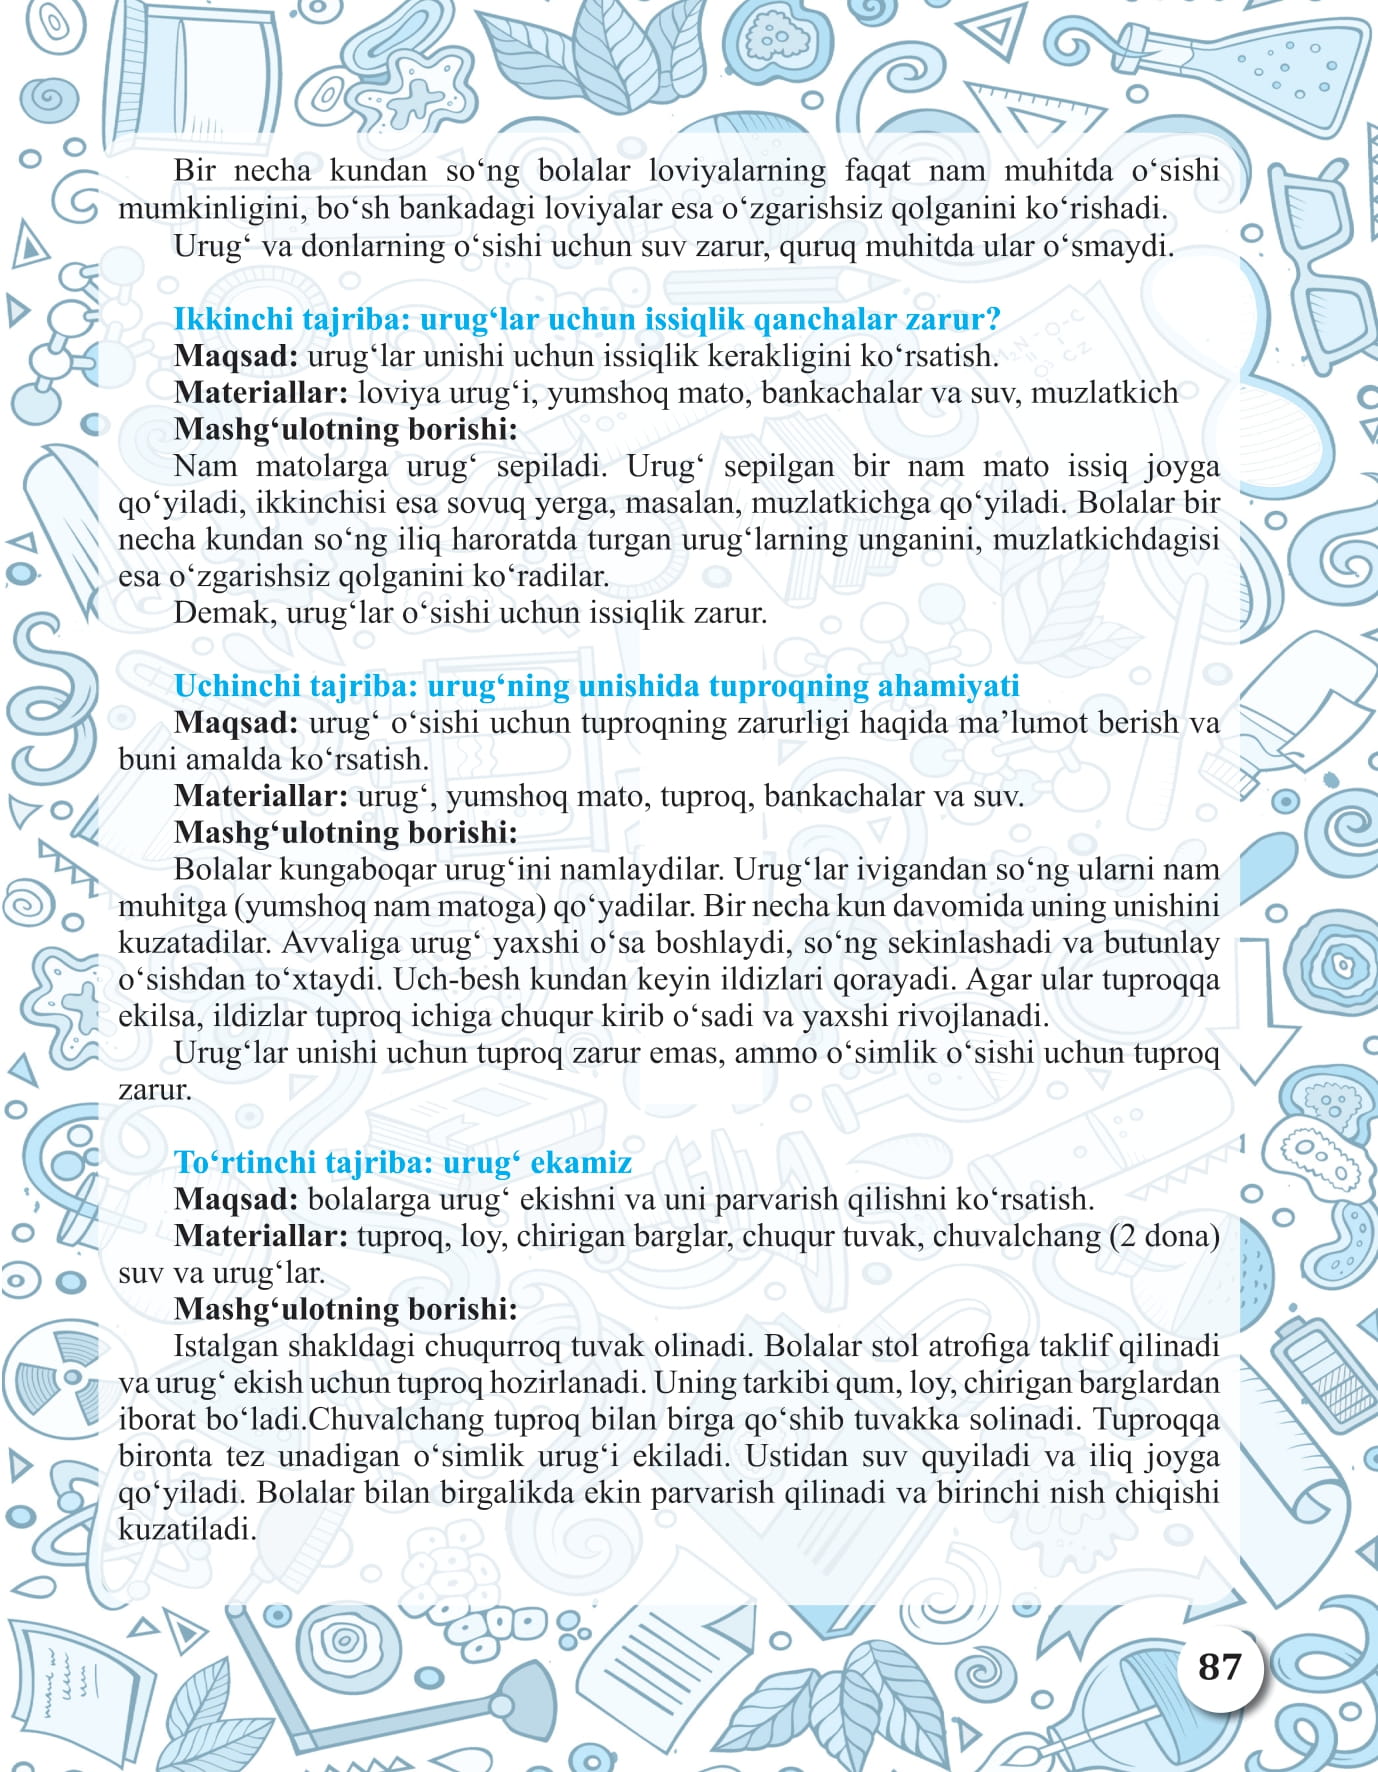 Bir necha kundan so‘ng bolalar loviyalarning faqat nam muhitda o‘sishi
mumkinligini, bo‘sh bankadagi loviyalar esa o‘zgarishsiz qolganini ko‘rishadi.
Urug‘ va donlarning o‘sishi uchun suv zarur, quruq muhitda ular o‘smaydi.
Ikkinchi tajriba: urug‘lar uchun issiqlik qanchalar zarur?
Maqsad: urug‘lar unishi uchun issiqlik kerakligini ko‘rsatish.
Materiallar: loviya urug‘i, yumshoq mato, bankachalar va suv, muzlatkich
Mashg‘ulotning borishi:
Nam matolarga urug‘ sepiladi. Urug‘ sepilgan bir nam mato issiq joyga
qo‘yiladi, ikkinchisi esa sovuq yerga, masalan, muzlatkichga qo‘yiladi. Bolalar bir
necha kundan so‘ng iliq haroratda turgan urug‘larning unganini, muzlatkichdagisi
esa o‘zgarishsiz qolganini ko‘radilar.
Demak, urug‘lar o‘sishi uchun issiqlik zarur.
Uchinchi tajriba: urug‘ning unishida tuproqning ahamiyati
Maqsad: urug‘ o‘sishi uchun tuproqning zarurligi haqida ma’lumot berish va
buni amalda ko‘rsatish.
Materiallar: urug‘, yumshoq mato, tuproq, bankachalar va suv.
Mashg‘ulotning borishi:
Bolalar kungaboqar urug‘ini namlaydilar. Urug‘lar ivigandan so‘ng ularni nam
muhitga (yumshoq nam matoga) qo‘yadilar. Bir necha kun davomida uning unishini
kuzatadilar. Avvaliga urug‘ yaxshi o‘sa boshlaydi, so‘ng sekinlashadi va butunlay
o‘sishdan to‘xtaydi. Uch-besh kundan keyin ildizlari qorayadi. Agar ular tuproqqa
ekilsa, ildizlar tuproq ichiga chuqur kirib o‘sadi va yaxshi rivojlanadi.
Urug‘lar unishi uchun tuproq zarur emas, ammo o‘simlik o‘sishi uchun tuproq
zarur.
To‘rtinchi tajriba: urug‘ ekamiz
Maqsad: bolalarga urug‘ ekishni va uni parvarish qilishni ko‘rsatish.
Materiallar: tuproq, loy, chirigan barglar, chuqur tuvak, chuvalchang (2 dona)
suv va urug‘lar.
Mashg‘ulotning borishi:
Istalgan shakldagi chuqurroq tuvak olinadi. Bolalar stol atrofiga taklif qilinadi
va urug‘ ekish uchun tuproq hozirlanadi. Uning tarkibi qum, loy, chirigan barglardan
iborat bo‘ladi.Chuvalchang tuproq bilan birga qo‘shib tuvakka solinadi. Tuproqqa
bironta tez unadigan o‘simlik urug‘i ekiladi. Ustidan suv quyiladi va iliq joyga
qo‘yiladi. Bolalar bilan birgalikda ekin parvarish qilinadi va birinchi nish chiqishi
kuzatiladi.
87